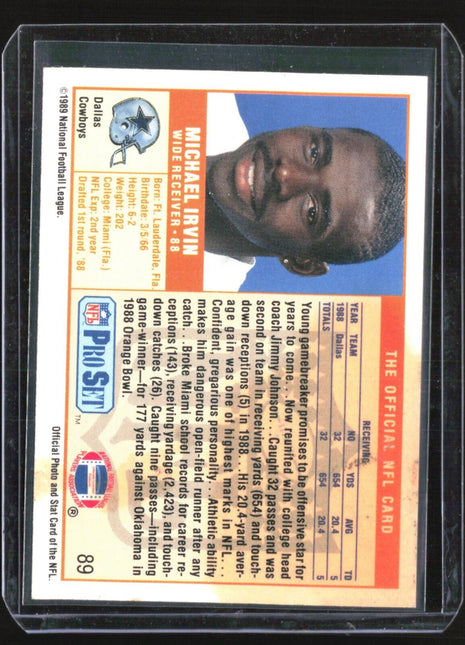 THE OFFICIAL NFL CARD
MICHAEL IRVIN
WIDE RECEIVER • 88
Dallas
Cowboys
Born: Ft. Lauderdale, Fla.
Birthdate: 3/5/66
Height: 6-2
Weight: 202
College: Miami (Fla.)
NFL Exp: 2nd year
Drafted 1st round, '88
©1989 National Football League.
RECEIVING
YEAR TEAM NO YDS AVG TD
1988 Dallas 32 654 20.4 5
TOTALS 32 654 20.4 5
Young gamebreaker promises to be offensive star for
years to come...Now reunited with college head
coach Jimmy Johnson...Caught 32 passes and was
second on team in receiving yards (654) and touch-
down receptions (5) in 1988...His 20.4-yard aver-
age gain was one of highest marks in NFL...
Confident, gregarious personality...Athletic ability
makes him dangerous open-field runner after any
catch...Broke Miami school records for career re-
ceptions (143), receiving yardage (2,423), and touch-
down catches (26). Caught nine passes—including
game-winner—for 177 yards against Oklahoma in
1988 Orange Bowl.
NFL PRO SET ™
®
89
Official Photo and Stat Card of the NFL.